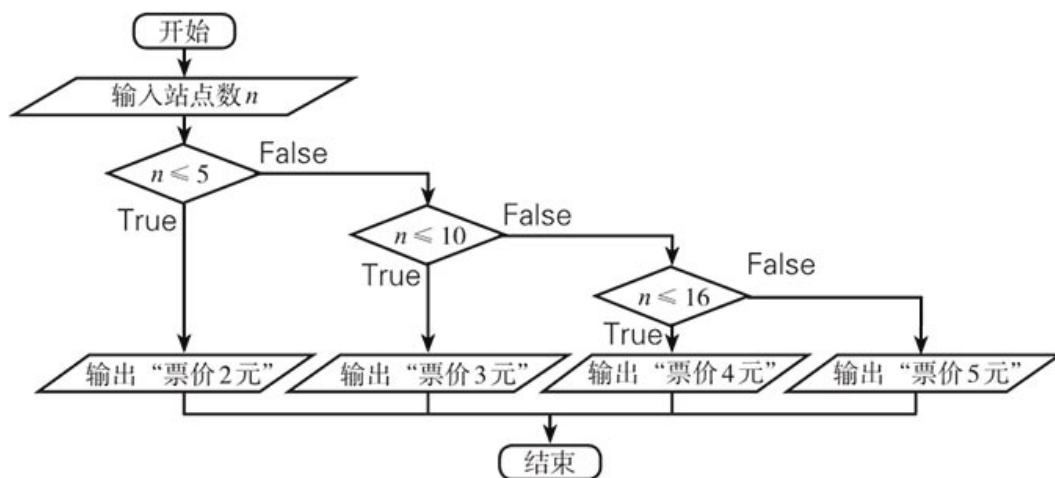 开始
输入站点数n
n ⩽ 5
False
True
n ⩽ 10
False
True
n ⩽ 16
False
True
输出“票价2元”
输出“票价3元”
输出“票价4元”
输出“票价5元”
结束